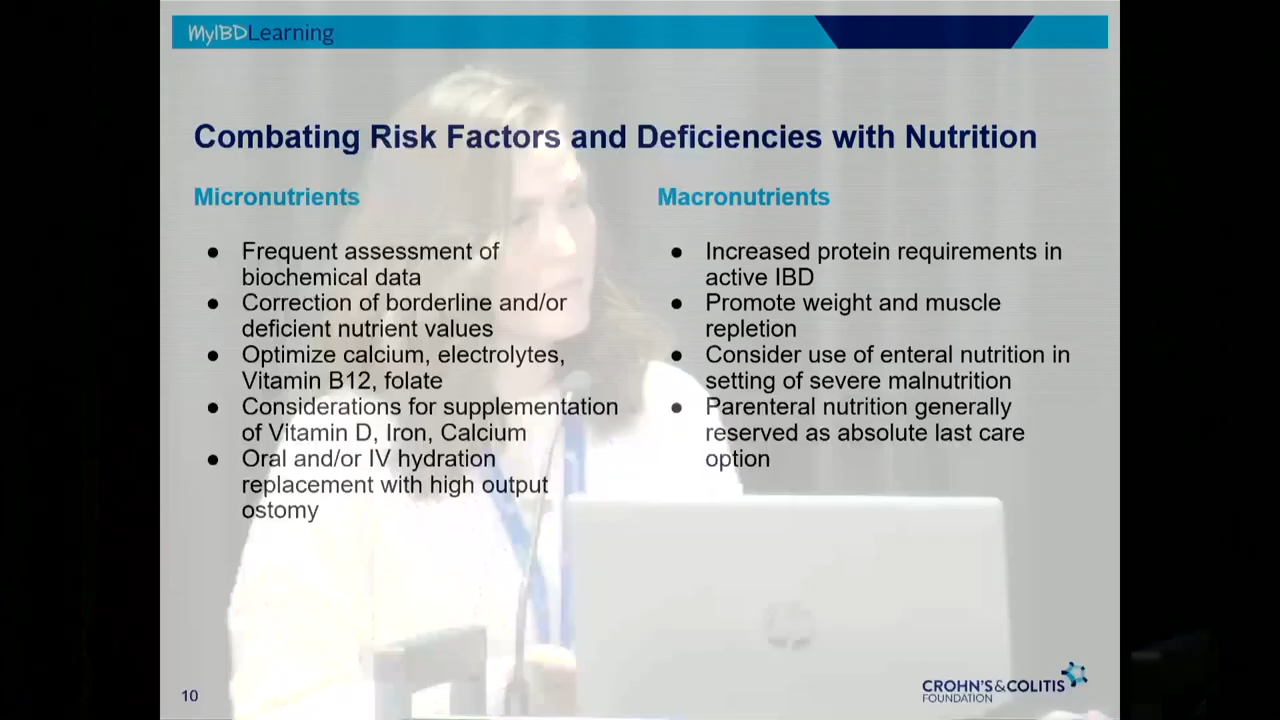 MyIBDLearning
Combating Risk Factors and Deficiencies with Nutrition
Micronutrients
● Frequent assessment of
biochemical data
● Correction of borderline and/or
deficient nutrient values
● Optimize calcium, electrolytes,
Vitamin B12, folate
● Considerations for supplementation
of Vitamin D, Iron, Calcium
● Oral and/or IV hydration
replacement with high output
ostomy
Macronutrients
● Increased protein requirements in
active IBD
● Promote weight and muscle
repletion
● Consider use of enteral nutrition in
setting of severe malnutrition
● Parenteral nutrition generally
reserved as absolute last care
option
10
CROHN'S&COLITIS
FOUNDATION
hp